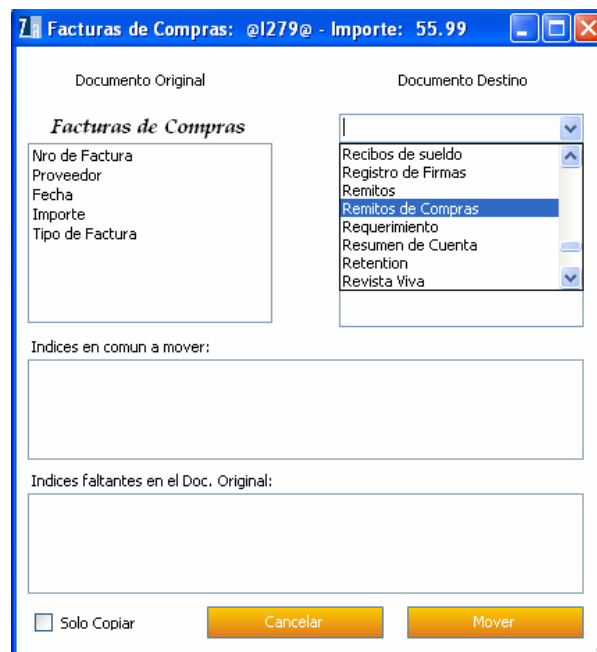 Facturas de Compras: @I279@ - Importe: 55.99
Documento Original
Documento Destino
Facturas de Compras
Nro de Factura
Proveedor
Fecha
Importe
Tipo de Factura
Recibos de sueldo
Registro de Firmas
Remitos
Remitos de Compras
Requerimiento
Resumen de Cuenta
Retention
Revista Viva
Indices en comun a mover:
Indices faltantes en el Doc. Original:
Solo Copiar
Cancelar
Mover